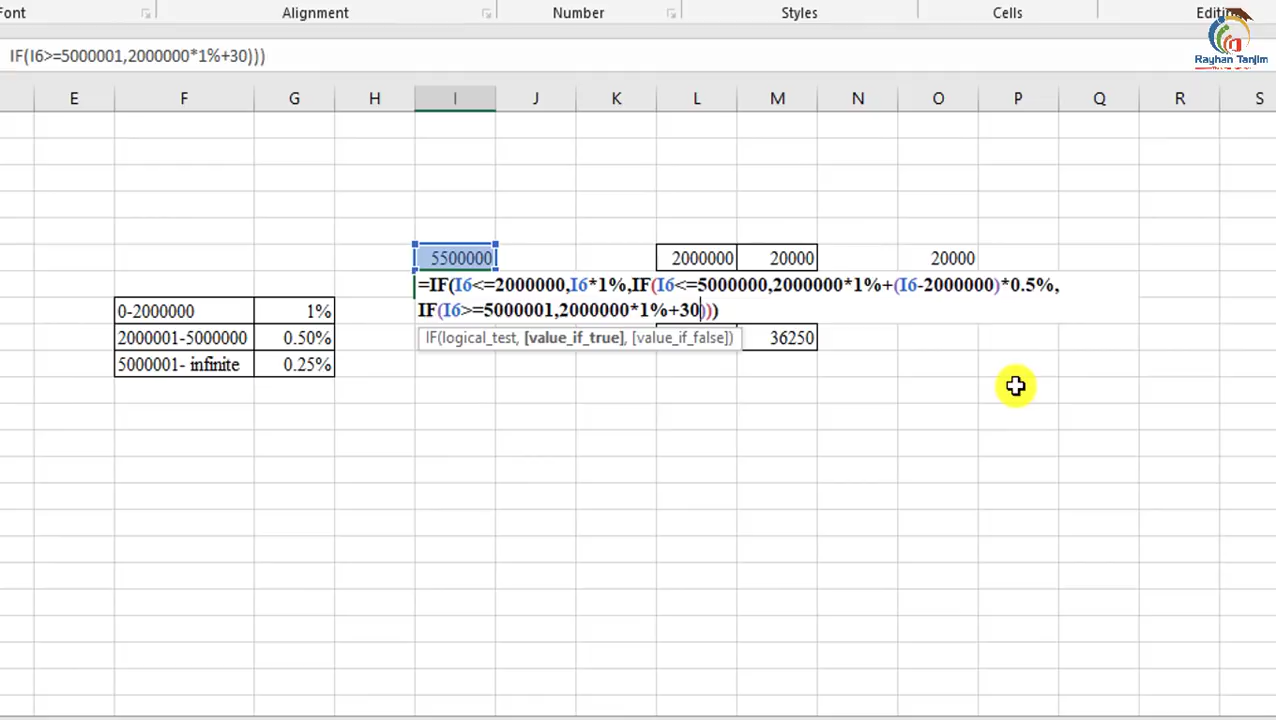 Font Alignment Number Styles Cells Editin
Rayhan Tanjim
IF(I6>=5000001,2000000*1%+30)))
E F G H I J K L M N O P Q R S
5500000 2000000 20000 20000
=IF(I6<=2000000,I6*1%,IF(I6<=5000000,2000000*1%+(I6-2000000)*0.5%,
0-2000000 1% IF(I6>=5000001,2000000*1%+30)))
2000001-5000000 0.50% IF(logical_test, [value_if_true], [value_if_false]) 36250
5000001- infinite 0.25%